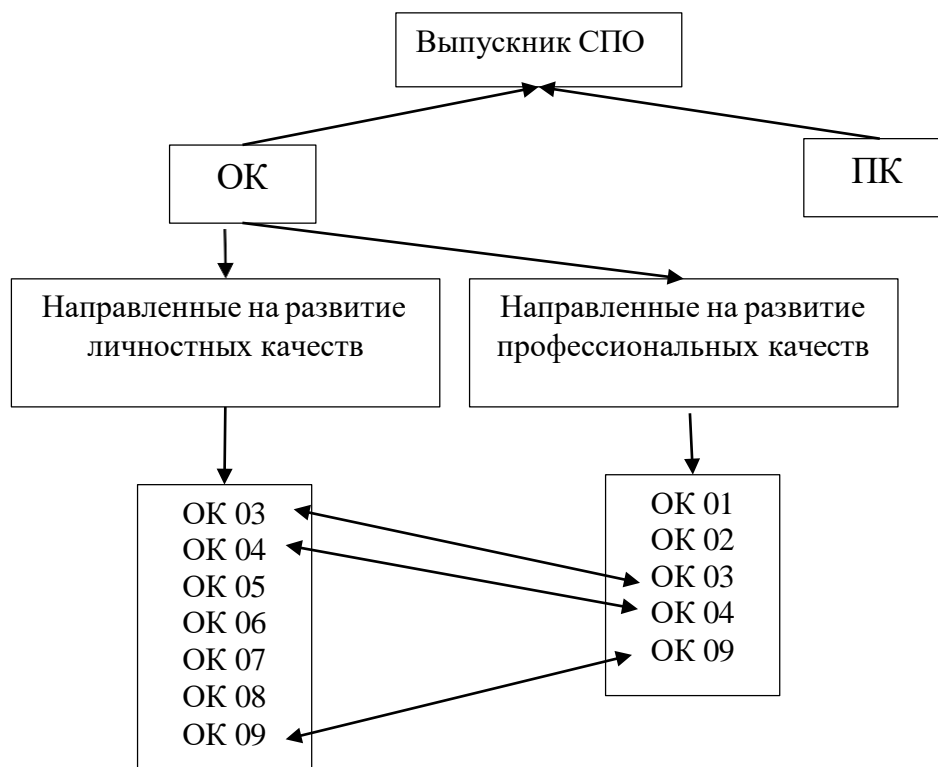 Выпускник СПО
ОК
ПК
Направленные на развитие
личностных качеств
Направленные на развитие
профессиональных качеств
ОК 03
ОК 04
ОК 05
ОК 06
ОК 07
ОК 08
ОК 09
ОК 01
ОК 02
ОК 03
ОК 04
ОК 09